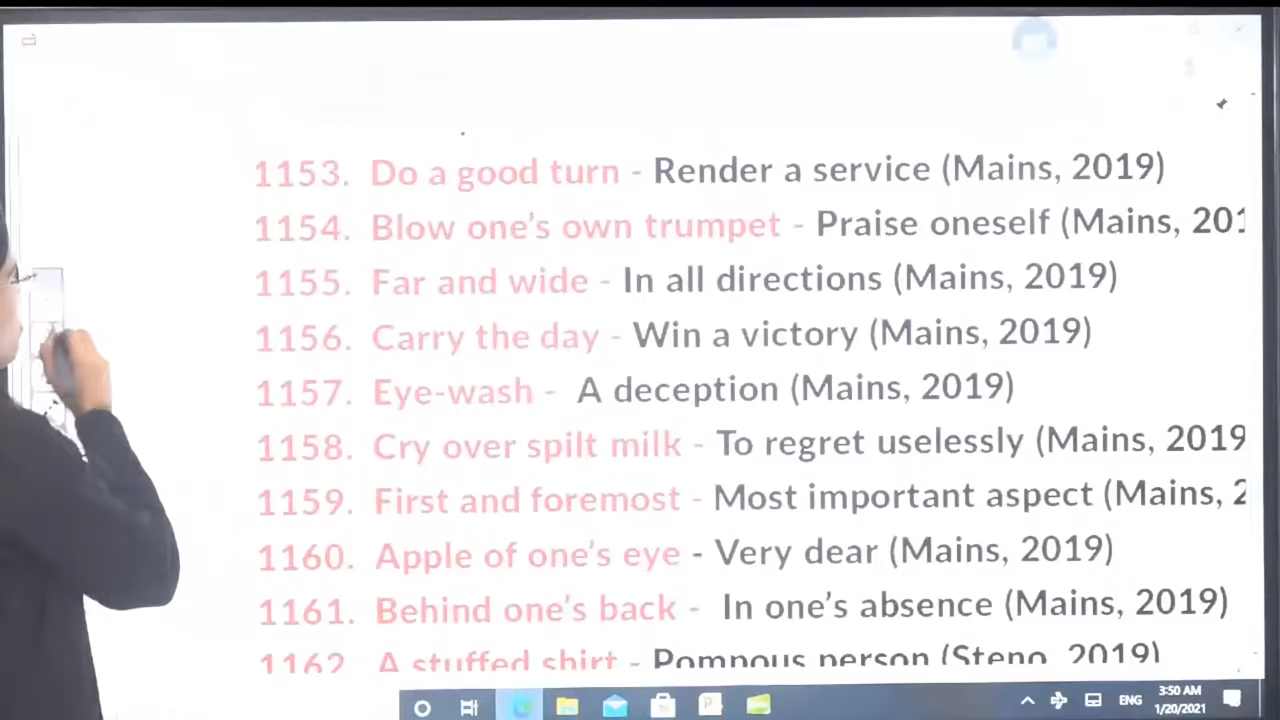 1153. Do a good turn - Render a service (Mains, 2019)
1154. Blow one's own trumpet - Praise oneself (Mains, 201
1155. Far and wide - In all directions (Mains, 2019)
1156. Carry the day - Win a victory (Mains, 2019)
1157. Eye-wash - A deception (Mains, 2019)
1158. Cry over spilt milk - To regret uselessly (Mains, 2019
1159. First and foremost - Most important aspect (Mains, 2
1160. Apple of one's eye - Very dear (Mains, 2019)
1161. Behind one's back - In one's absence (Mains, 2019)
1162. A stuffed shirt - Pompous person (Steno, 2019)
ENG
3:50 AM
1/20/2021